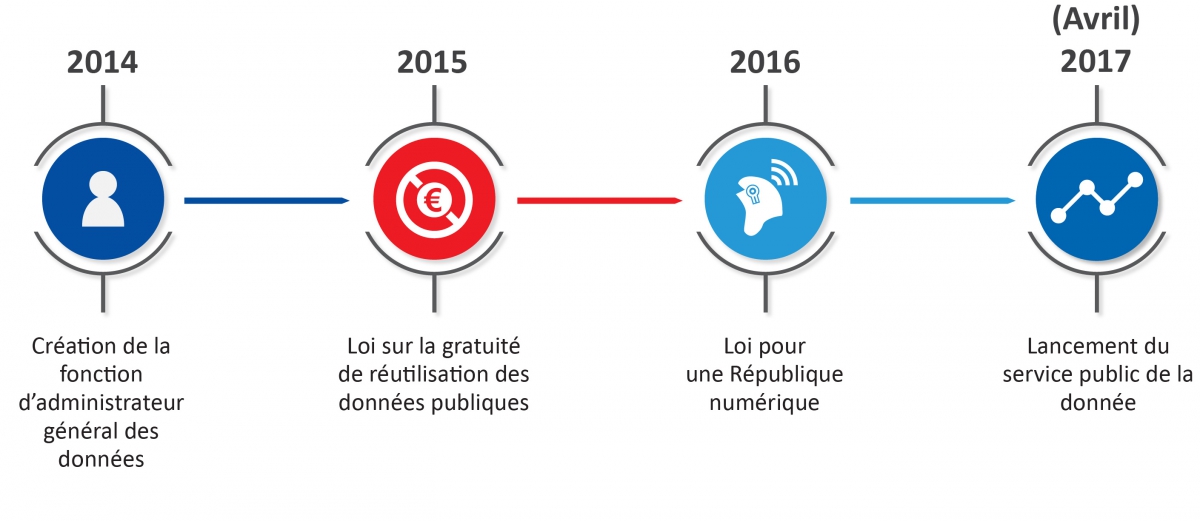 2014
Création de la
fonction
d’administrateur
général des
données
2015
€
Loi sur la gratuité
de réutilisation des
données publiques
2016
Loi pour
une République
numérique
(Avril)
2017
Lancement du
service public de la
donnée